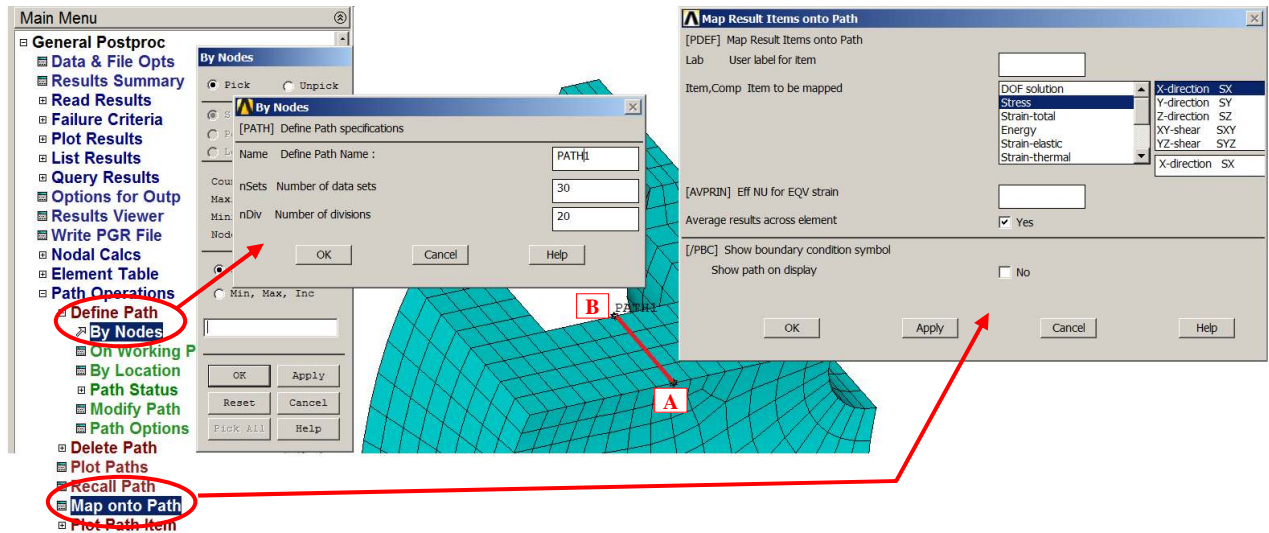 Main Menu
General Postproc
Data & File Opts
Results Summary
Read Results
Failure Criteria
Plot Results
List Results
Query Results
Options for Outp
Results Viewer
Write PGR File
Nodal Calcs
Element Table
Path Operations
Define Path
By Nodes
On Working P
By Location
Path Status
Modify Path
Path Options
Delete Path
Plot Paths
Recall Path
Map onto Path
Plot Path Item
By Nodes
Pick Unpick
Min, Max, Inc
OK Apply
Reset Cancel
Pick All Help
By Nodes
[PATH] Define Path specifications
Name Define Path Name : PATH1
nSets Number of data sets 30
nDiv Number of divisions 20
OK Cancel Help
B PATH1
A
Map Result Items onto Path
[PDEF] Map Result Items onto Path
Lab User label for item
Item,Comp Item to be mapped
DOF solution
Stress
Strain-total
Energy
Strain-elastic
Strain-thermal
X-direction SX
Y-direction SY
Z-direction SZ
XY-shear SXY
YZ-shear SYZ
X-direction SX
[AVPRIN] Eff NU for EQV strain
Average results across element Yes
[/PBC] Show boundary condition symbol
Show path on display No
OK Apply Cancel Help